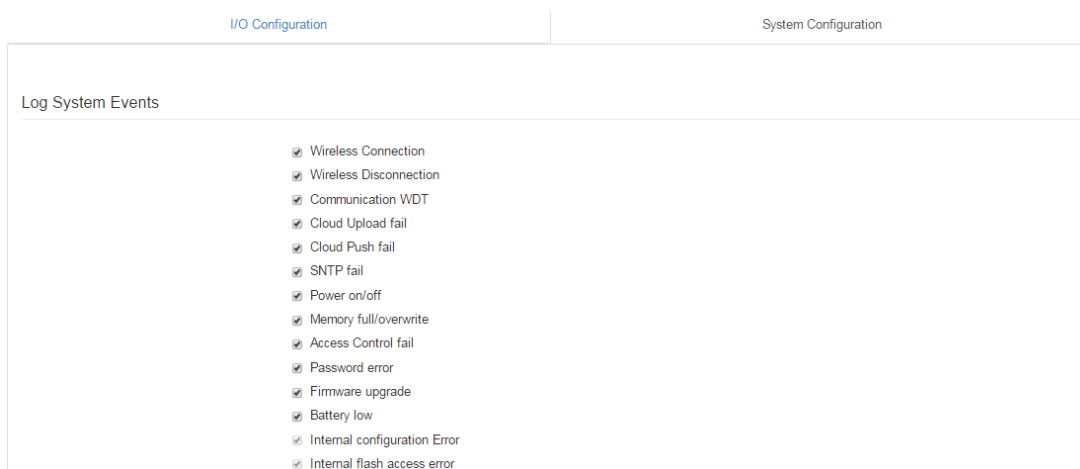 I/O Configuration
System Configuration
Log System Events
Wireless Connection
Wireless Disconnection
Communication WDT
Cloud Upload fail
Cloud Push fail
SNTP fail
Power on/off
Memory full/overwrite
Access Control fail
Password error
Firmware upgrade
Battery low
Internal configuration Error
Internal flash access error